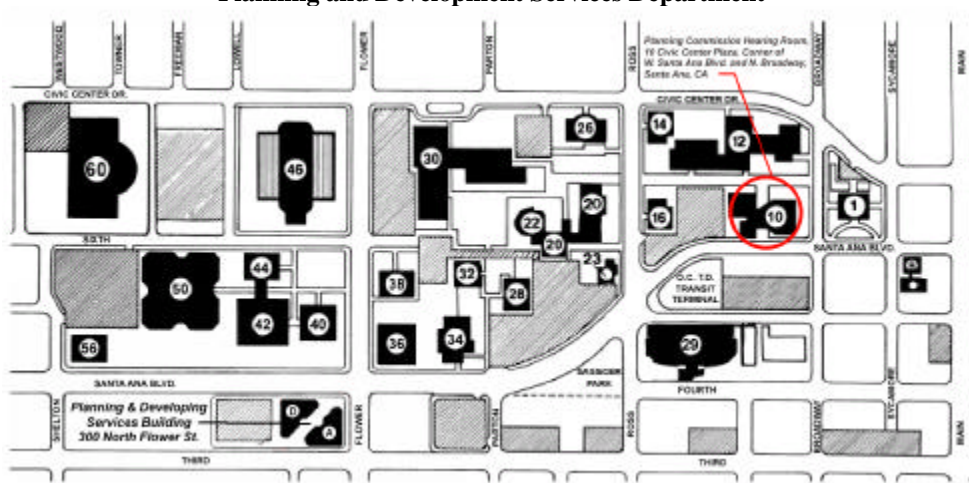 Planning and Development Services Department
WESTWOOD
TOWNER
FREEMAN
LOWELL
FLOWER
PARTON
ROSS
Planning Commission Hearing Room,
10 Civic Center Plaza, Corner of
W. Santa Ana Blvd. and N. Broadway,
Santa Ana, CA
BROADWAY
SYCAMORE
MAIN
CIVIC CENTER DR.
CIVIC CENTER DR.
60
46
30
26
14
12
22
20
20
16
10
1
SIXTH
SANTA ANA BLVD.
50
44
42
40
38
32
28
23
O.C.T.D.
TRANSIT
TERMINAL
56
36
34
29
SANTA ANA BLVD.
SASSCER
PARK
FOURTH
SHELTON
Planning & Developing
Services Building
300 North Flower St.
D
A
FLOWER
PARTON
ROSS
BROADWAY
SYCAMORE
MAIN
THIRD
THIRD